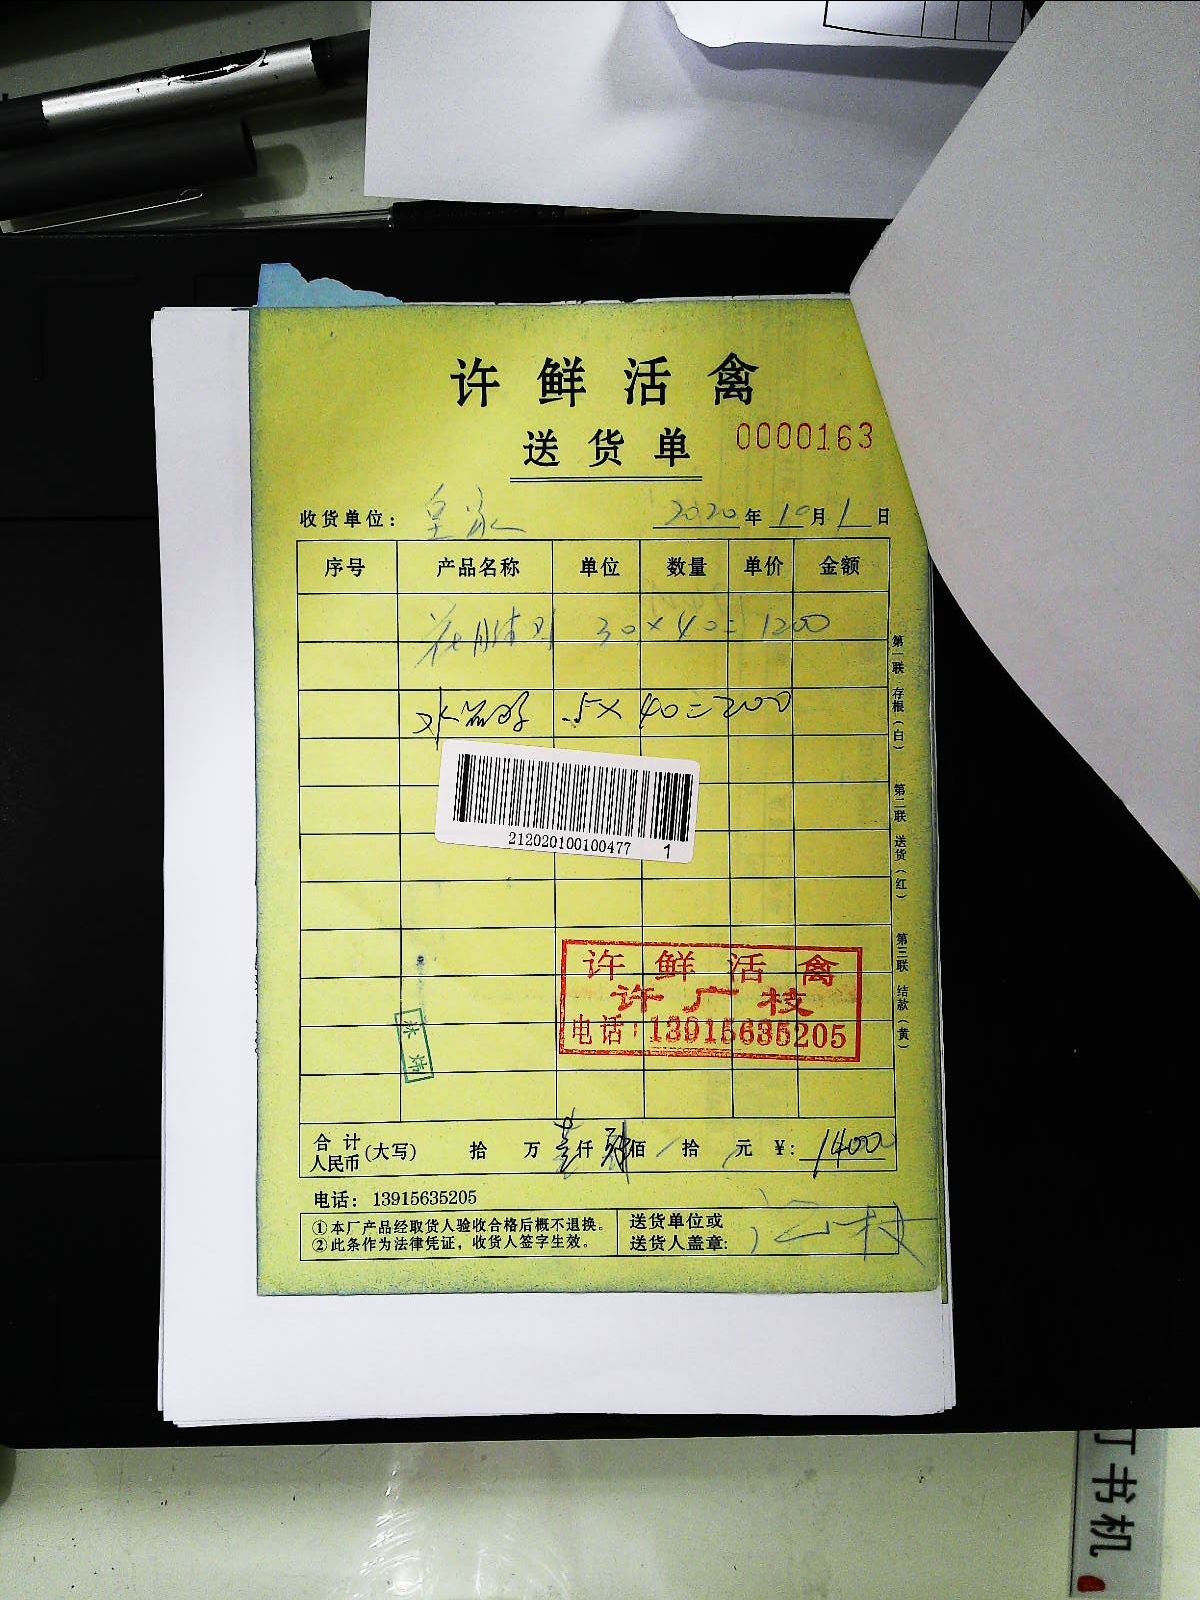 许鲜活禽
送货单 0000163
收货单位: 皇家 2020年10月1日
序号 产品名称 单位 数量 单价 金额
30×40=1200
5×40=200
212020100100477 1
许鲜活禽
许广枝
电话:13915635205
合计人民币(大写) 拾 万 壹仟 肆佰 拾 元 ¥: 1400
电话: 13915635205
①本厂产品经取货人验收合格后概不退换。
②此条作为法律凭证,收货人签字生效。
送货单位或
送货人盖章:
第一联 存根(白) 第二联 送货(红) 第三联 结款(黄)
订书机